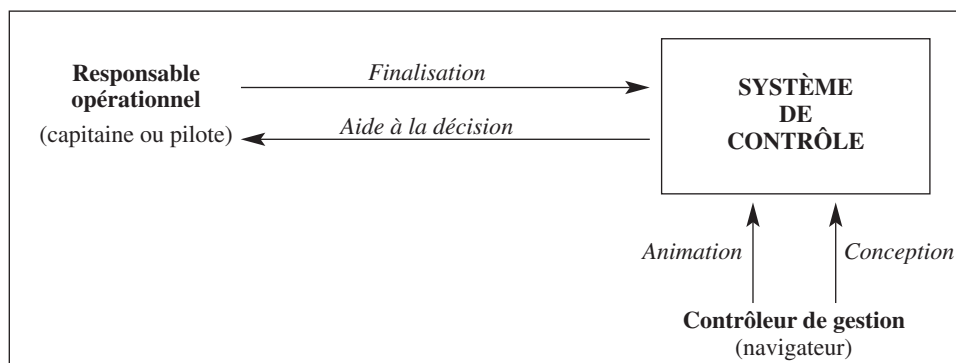 Responsable
opérationnel
(capitaine ou pilote)
Finalisation
Aide à la décision
SYSTÈME
DE
CONTRÔLE
Animation
Conception
Contrôleur de gestion
(navigateur)